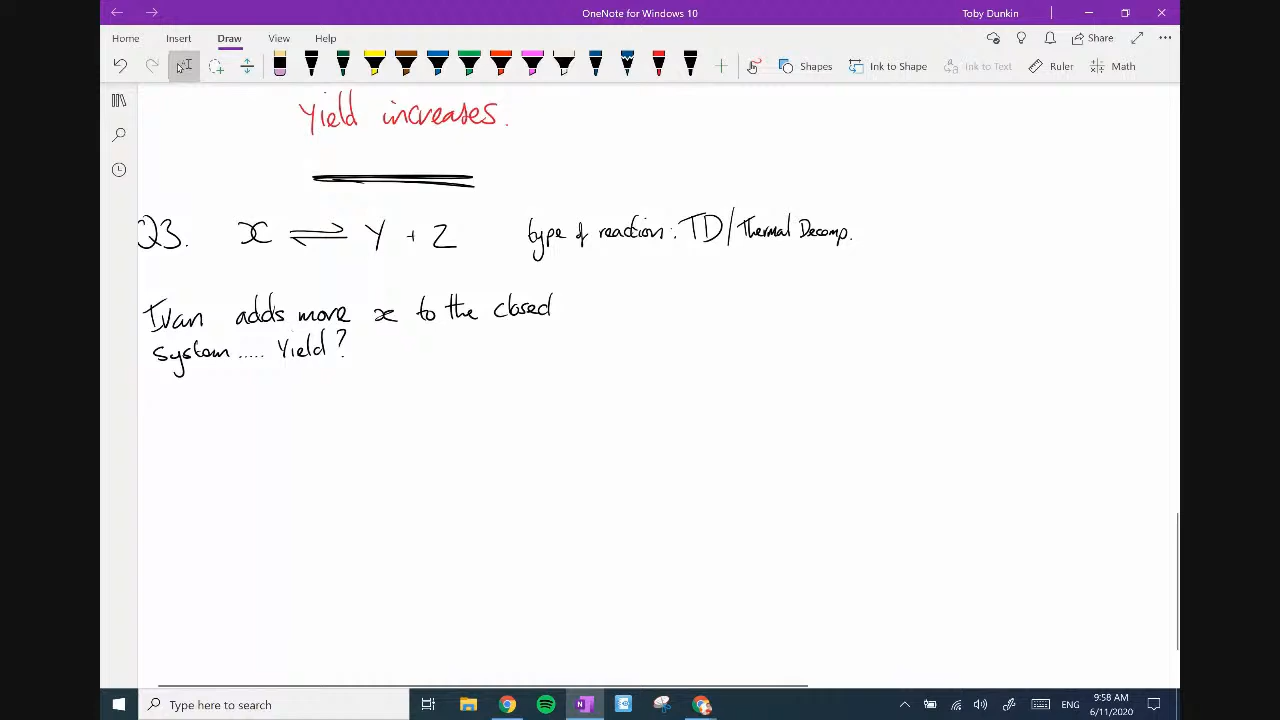 OneNote for Windows 10
Toby Dunkin
Home Insert Draw View Help
Share
Shapes Ink to Shape Ink to Text Ruler Math
Yield increases.
Q3. x ⇌ Y + Z type of reaction: TD/Thermal Decomp.
Ivan adds more x to the closed
system ..... Yield?
Type here to search
ENG
9:58 AM
6/11/2020